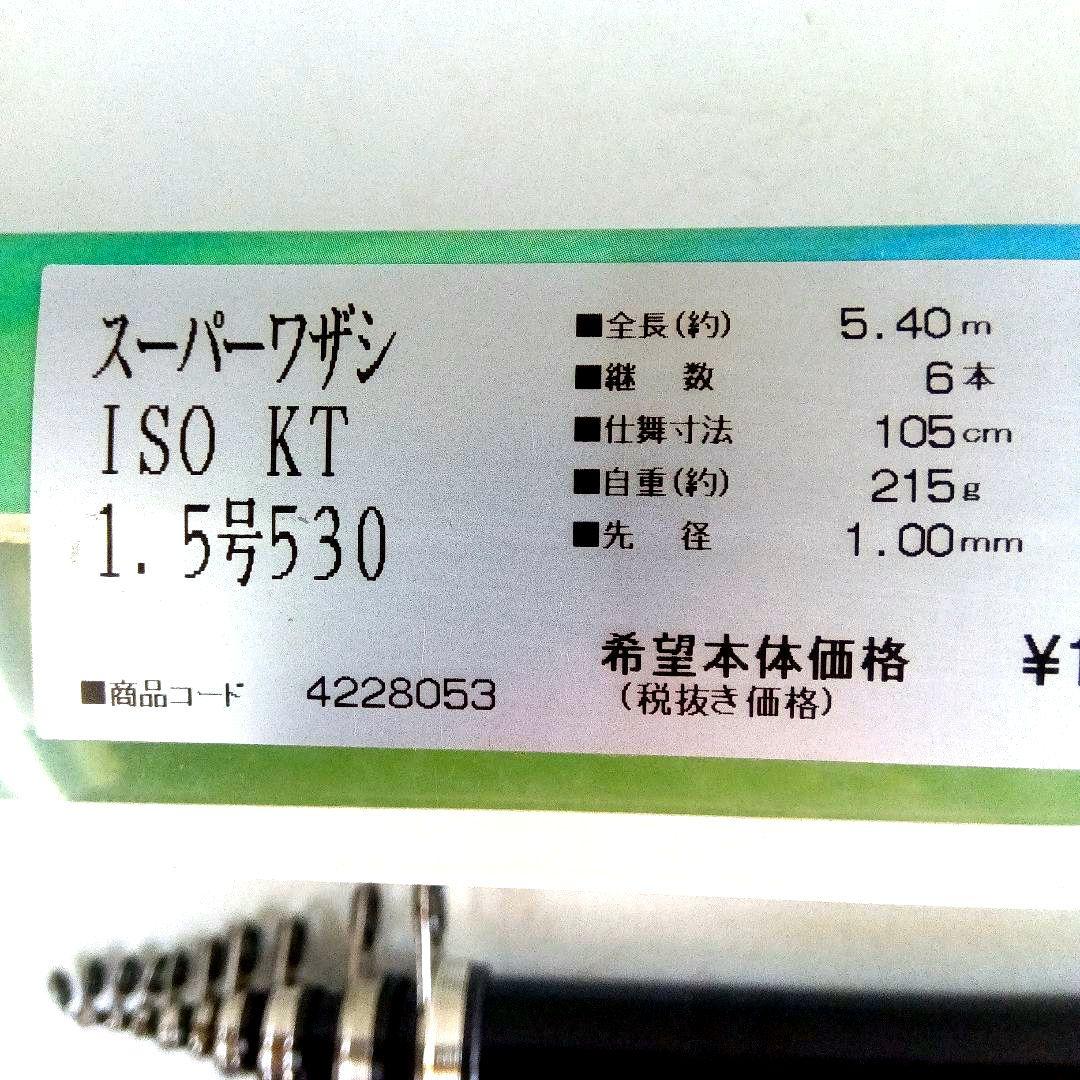 スーパーワザシ
ISO KT
1.5号530
■商品コード 4228053
■全長(約) 5.40m
■継 数 6本
■仕舞寸法 105cm
■自重(約) 215g
■先 径 1.00mm
希望本体価格 ¥1
(税抜き価格)